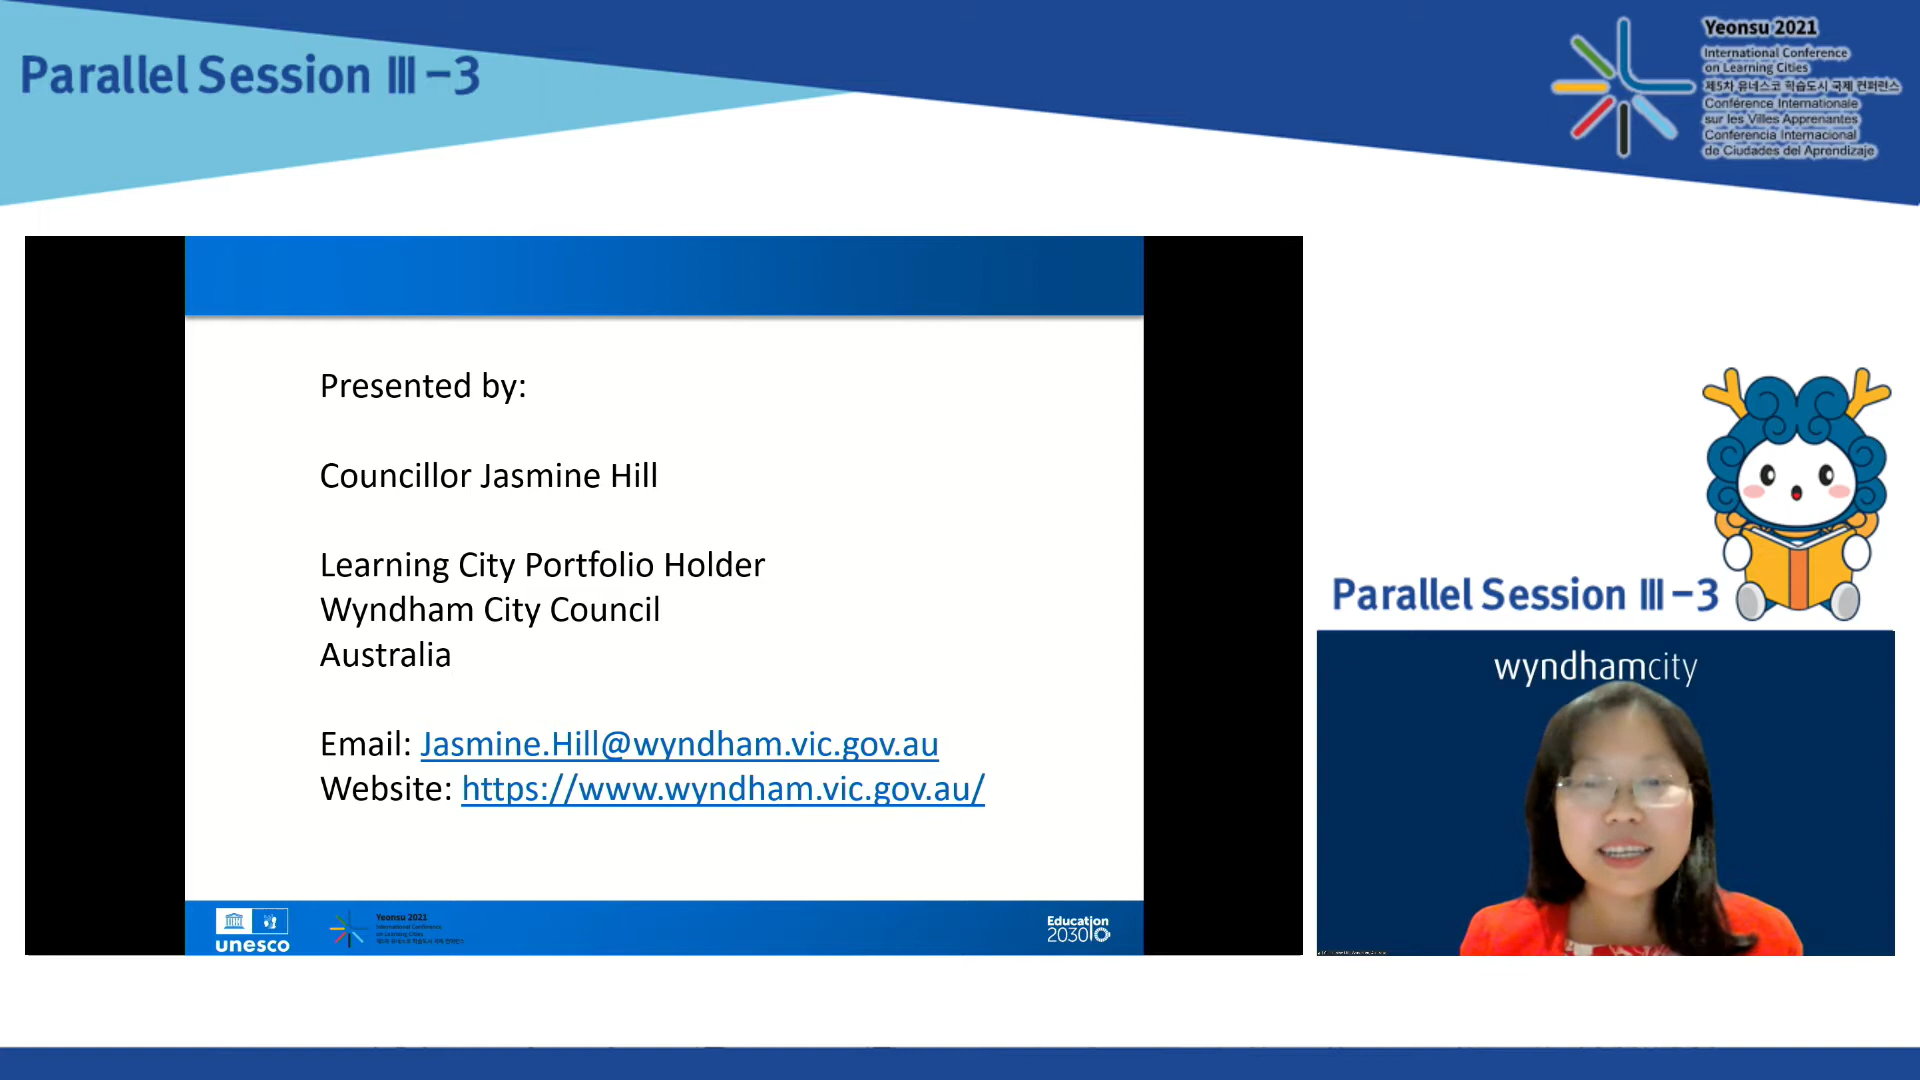 Parallel Session Ⅲ-3
Yeonsu 2021
International Conference
on Learning Cities
제5차 유네스코 학습도시 국제 컨퍼런스
Conférence Internationale
sur les Villes Apprenantes
Conferencia Internacional
de Ciudades del Aprendizaje
Presented by:
Councillor Jasmine Hill
Learning City Portfolio Holder
Wyndham City Council
Australia
Email: Jasmine.Hill@wyndham.vic.gov.au
Website: https://www.wyndham.vic.gov.au/
unesco
Yeonsu 2021
International Conference
on Learning Cities
제5차 유네스코 학습도시 국제 컨퍼런스
Education
2030
Parallel Session Ⅲ-3
wyndhamcity